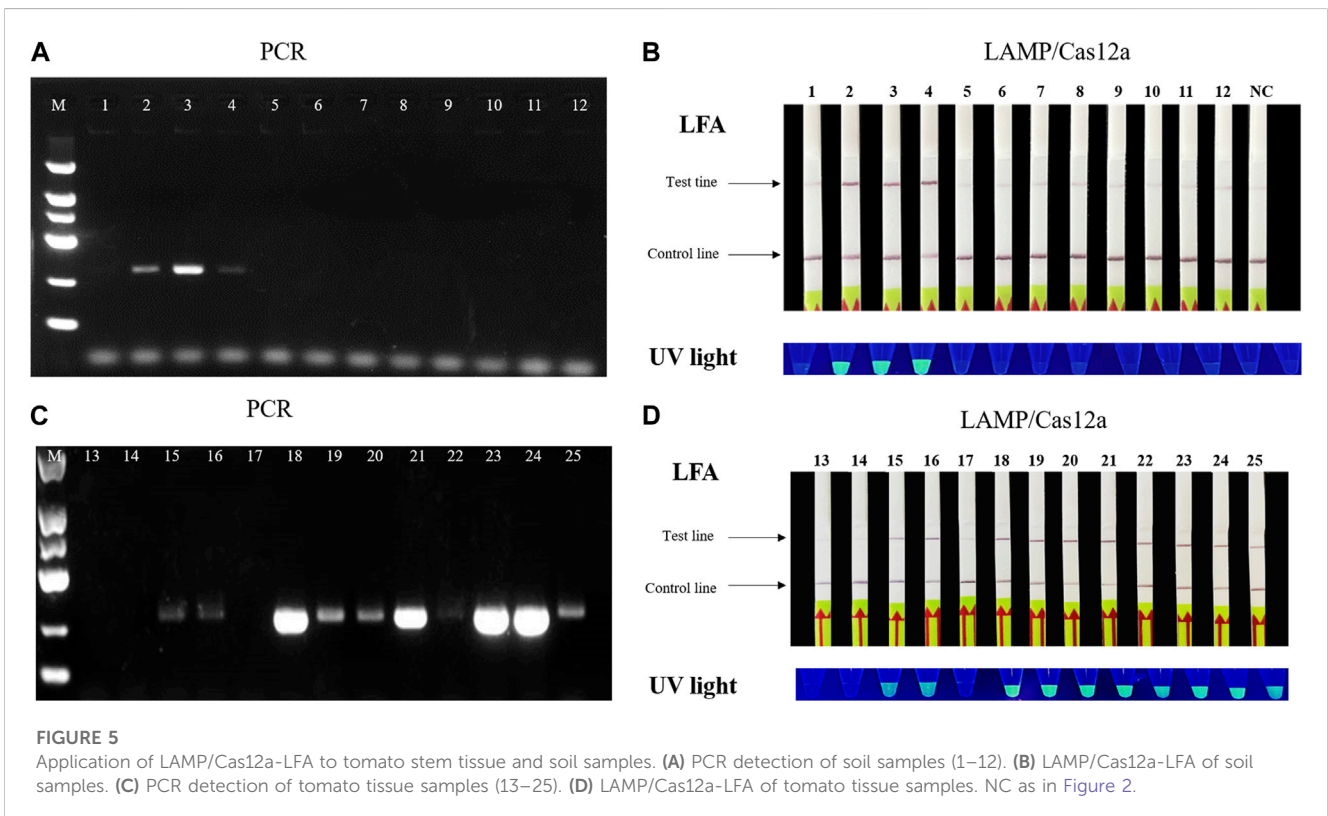 A
PCR
M 1 2 3 4 5 6 7 8 9 10 11 12
B
LAMP/Cas12a
1 2 3 4 5 6 7 8 9 10 11 12 NC
LFA
Test tine
Control line
UV light
C
PCR
M 13 14 15 16 17 18 19 20 21 22 23 24 25
D
LAMP/Cas12a
13 14 15 16 17 18 19 20 21 22 23 24 25
LFA
Test line
Control line
UV light
FIGURE 5
Application of LAMP/Cas12a-LFA to tomato stem tissue and soil samples. (A) PCR detection of soil samples (1–12). (B) LAMP/Cas12a-LFA of soil
samples. (C) PCR detection of tomato tissue samples (13–25). (D) LAMP/Cas12a-LFA of tomato tissue samples. NC as in Figure 2.